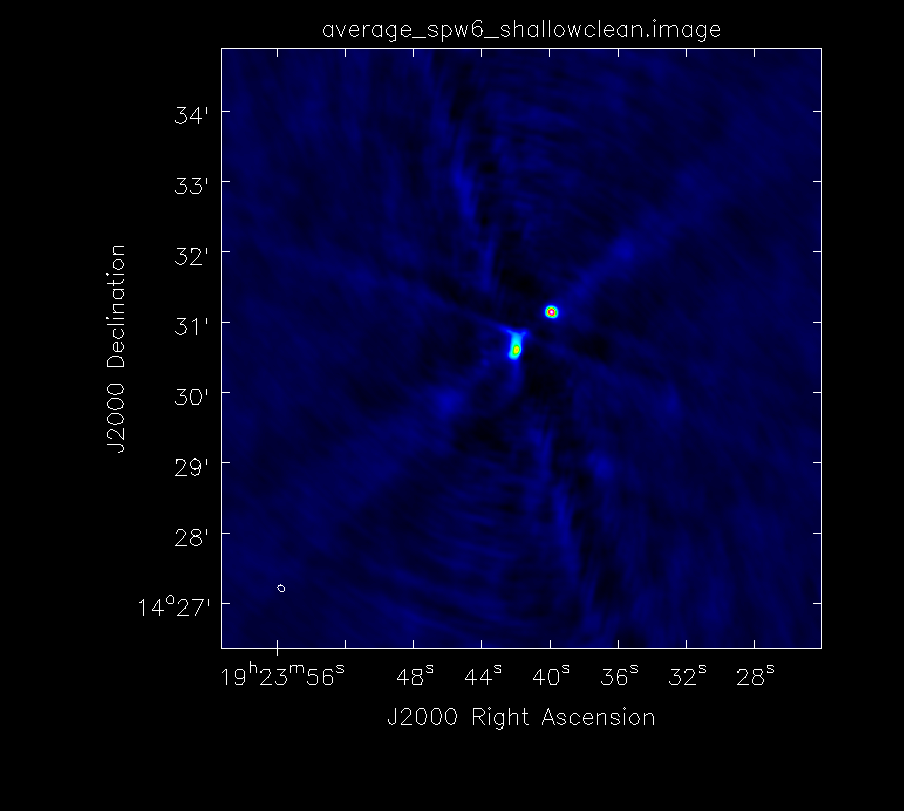 average_spw6_shallowclean.image
34'
33'
32'
31'
30'
29'
28'
14°27'
J2000 Declination
19ʰ23ᵐ56ˢ 48ˢ 44ˢ 40ˢ 36ˢ 32ˢ 28ˢ
J2000 Right Ascension